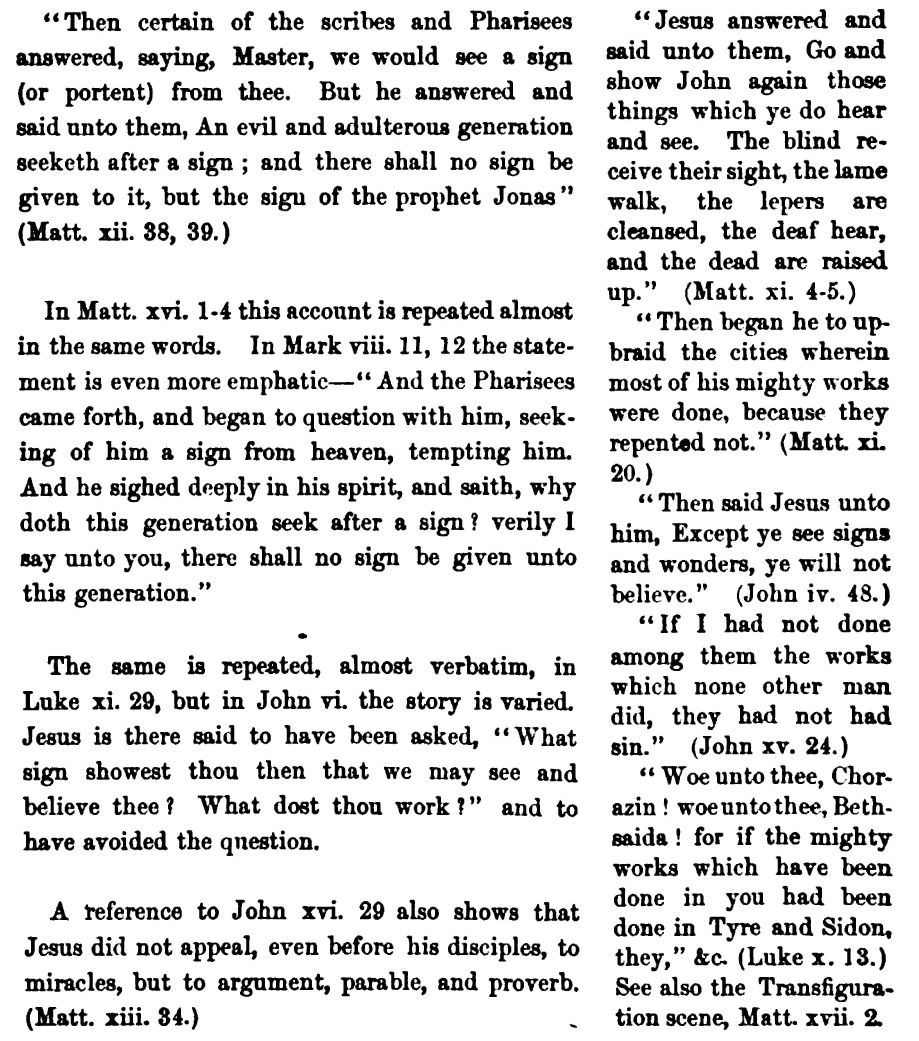 “Then certain of the scribes and Pharisees
answered, saying, Master, we would see a sign
(or portent) from thee. But he answered and
said unto them, An evil and adulterous generation
seeketh after a sign ; and there shall no sign be
given to it, but the sign of the prophet Jonas”
(Matt. xii. 38, 39.)
In Matt. xvi. 1-4 this account is repeated almost
in the same words. In Mark viii. 11, 12 the state-
ment is even more emphatic—“ And the Pharisees
came forth, and began to question with him, seek-
ing of him a sign from heaven, tempting him.
And he sighed deeply in his spirit, and saith, why
doth this generation seek after a sign ? verily I
say unto you, there shall no sign be given unto
this generation.”
The same is repeated, almost verbatim, in
Luke xi. 29, but in John vi. the story is varied.
Jesus is there said to have been asked, “What
sign showest thou then that we may see and
believe thee ? What dost thou work ?” and to
have avoided the question.
A reference to John xvi. 29 also shows that
Jesus did not appeal, even before his disciples, to
miracles, but to argument, parable, and proverb.
(Matt. xiii. 34.)
“Jesus answered and
said unto them, Go and
show John again those
things which ye do hear
and see. The blind re-
ceive their sight, the lame
walk, the lepers are
cleansed, the deaf hear,
and the dead are raised
up.” (Matt. xi. 4-5.)
“Then began he to up-
braid the cities wherein
most of his mighty works
were done, because they
repented not.” (Matt. xi.
20.)
“Then said Jesus unto
him, Except ye see signs
and wonders, ye will not
believe.” (John iv. 48.)
“If I had not done
among them the works
which none other man
did, they had not had
sin.” (John xv. 24.)
“ Woe unto thee, Chor-
azin ! woe unto thee, Beth-
saida ! for if the mighty
works which have been
done in you had been
done in Tyre and Sidon,
they,” &c. (Luke x. 13.)
See also the Transfigura-
tion scene, Matt. xvii. 2.